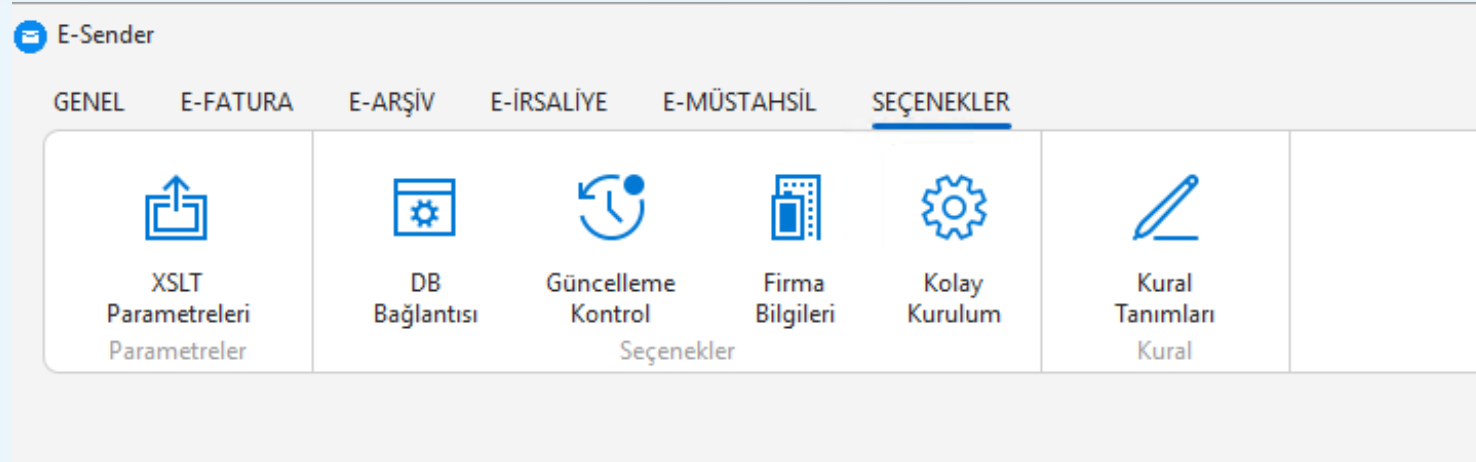 E-Sender
GENEL E-FATURA E-ARŞİV E-İRSALİYE E-MÜSTAHSİL SEÇENEKLER
XSLT
Parametreleri
Parametreler
DB
Bağlantısı
Güncelleme
Kontrol
Firma
Bilgileri
Kolay
Kurulum
Seçenekler
Kural
Tanımları
Kural